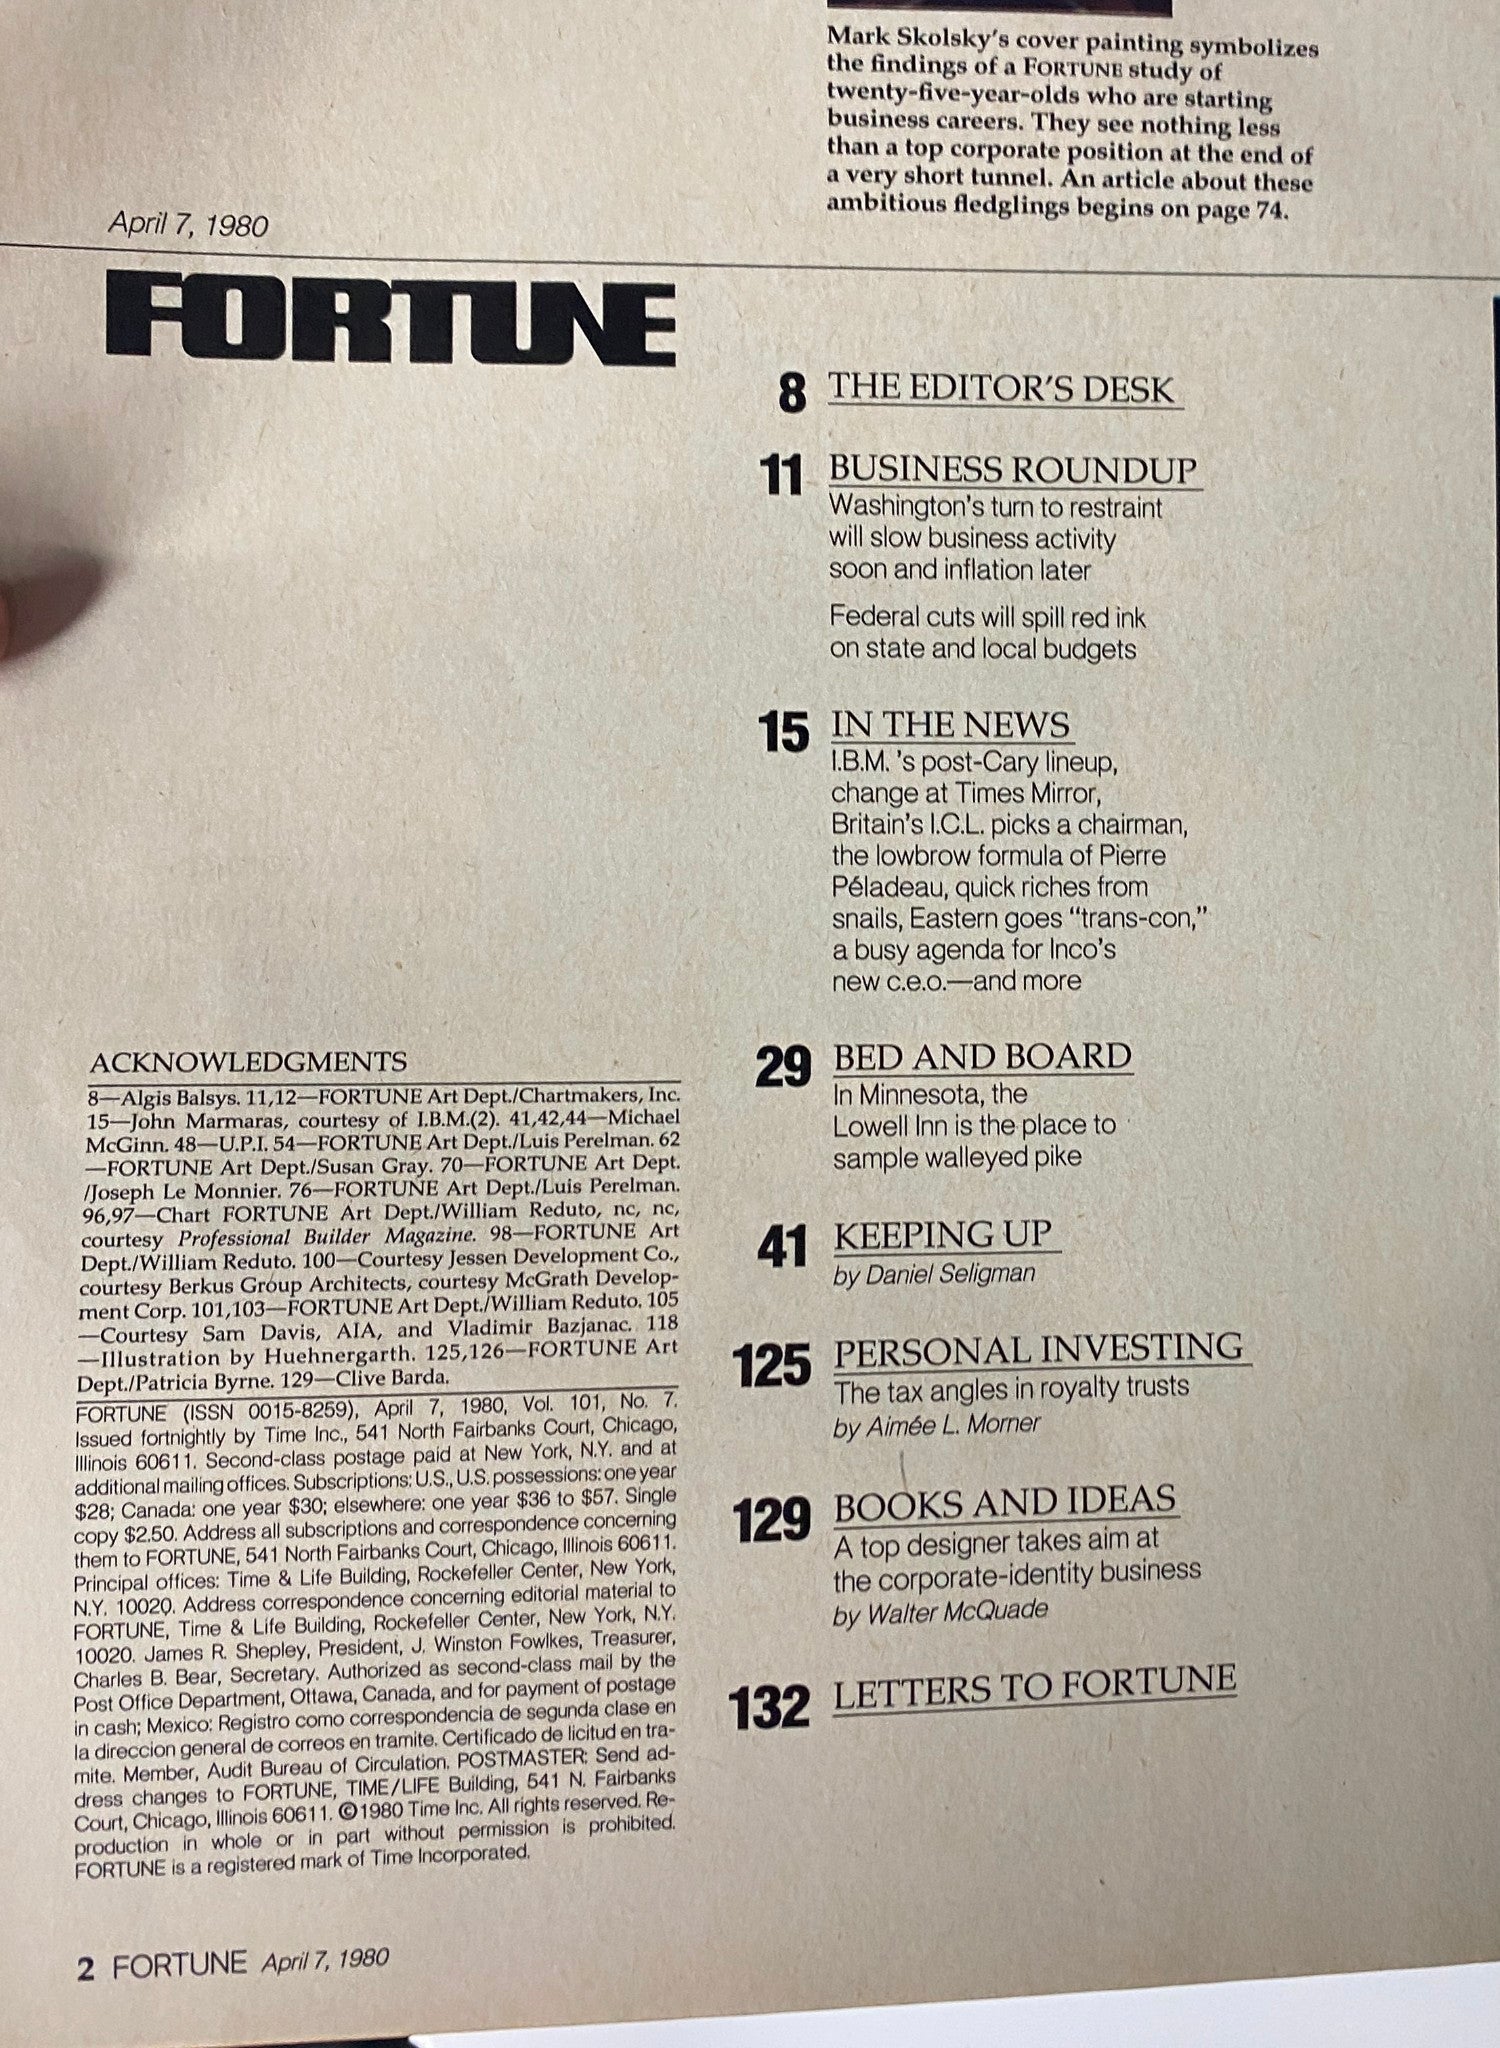 Mark Skolsky's cover painting symbolizes
the findings of a FORTUNE study of
twenty-five-year-olds who are starting
business careers. They see nothing less
than a top corporate position at the end of
a very short tunnel. An article about these
ambitious fledglings begins on page 74.
April 7, 1980
FORTUNE
8 THE EDITOR'S DESK
11 BUSINESS ROUNDUP
Washington's turn to restraint
will slow business activity
soon and inflation later
Federal cuts will spill red ink
on state and local budgets
15 IN THE NEWS
I.B.M. 's post-Cary lineup,
change at Times Mirror,
Britain's I.C.L. picks a chairman,
the lowbrow formula of Pierre
Péladeau, quick riches from
snails, Eastern goes "trans-con,"
a busy agenda for Inco's
new c.e.o.—and more
29 BED AND BOARD
In Minnesota, the
Lowell Inn is the place to
sample walleyed pike
41 KEEPING UP
by Daniel Seligman
125 PERSONAL INVESTING
The tax angles in royalty trusts
by Aimée L. Morner
129 BOOKS AND IDEAS
A top designer takes aim at
the corporate-identity business
by Walter McQuade
132 LETTERS TO FORTUNE
ACKNOWLEDGMENTS
8—Algis Balsys. 11,12—FORTUNE Art Dept./Chartmakers, Inc.
15—John Marmaras, courtesy of I.B.M.(2). 41,42,44—Michael
McGinn. 48—U.P.I. 54—FORTUNE Art Dept./Luis Perelman. 62
—FORTUNE Art Dept./Susan Gray. 70—FORTUNE Art Dept.
/Joseph Le Monnier. 76—FORTUNE Art Dept./Luis Perelman.
96,97—Chart FORTUNE Art Dept./William Reduto, nc, nc,
courtesy Professional Builder Magazine. 98—FORTUNE Art
Dept./William Reduto. 100—Courtesy Jessen Development Co.,
courtesy Berkus Group Architects, courtesy McGrath Develop-
ment Corp. 101,103—FORTUNE Art Dept./William Reduto. 105
—Courtesy Sam Davis, AIA, and Vladimir Bazjanac. 118
—Illustration by Huehnergarth. 125,126—FORTUNE Art
Dept./Patricia Byrne. 129—Clive Barda.
FORTUNE (ISSN 0015-8259), April 7, 1980, Vol. 101, No. 7.
Issued fortnightly by Time Inc., 541 North Fairbanks Court, Chicago,
Illinois 60611. Second-class postage paid at New York, N.Y. and at
additional mailing offices. Subscriptions: U.S., U.S. possessions: one year
$28; Canada: one year $30; elsewhere: one year $36 to $57. Single
copy $2.50. Address all subscriptions and correspondence concerning
them to FORTUNE, 541 North Fairbanks Court, Chicago, Illinois 60611.
Principal offices: Time & Life Building, Rockefeller Center, New York,
N.Y. 10020. Address correspondence concerning editorial material to
FORTUNE, Time & Life Building, Rockefeller Center, New York, N.Y.
10020. James R. Shepley, President, J. Winston Fowlkes, Treasurer,
Charles B. Bear, Secretary. Authorized as second-class mail by the
Post Office Department, Ottawa, Canada, and for payment of postage
in cash; Mexico: Registro como correspondencia de segunda clase en
la direccion general de correos en tramite. Certificado de licitud en tra-
mite. Member, Audit Bureau of Circulation. POSTMASTER: Send ad-
dress changes to FORTUNE, TIME/LIFE Building, 541 N. Fairbanks
Court, Chicago, Illinois 60611. ©1980 Time Inc. All rights reserved. Re-
production in whole or in part without permission is prohibited.
FORTUNE is a registered mark of Time Incorporated.
2 FORTUNE April 7, 1980